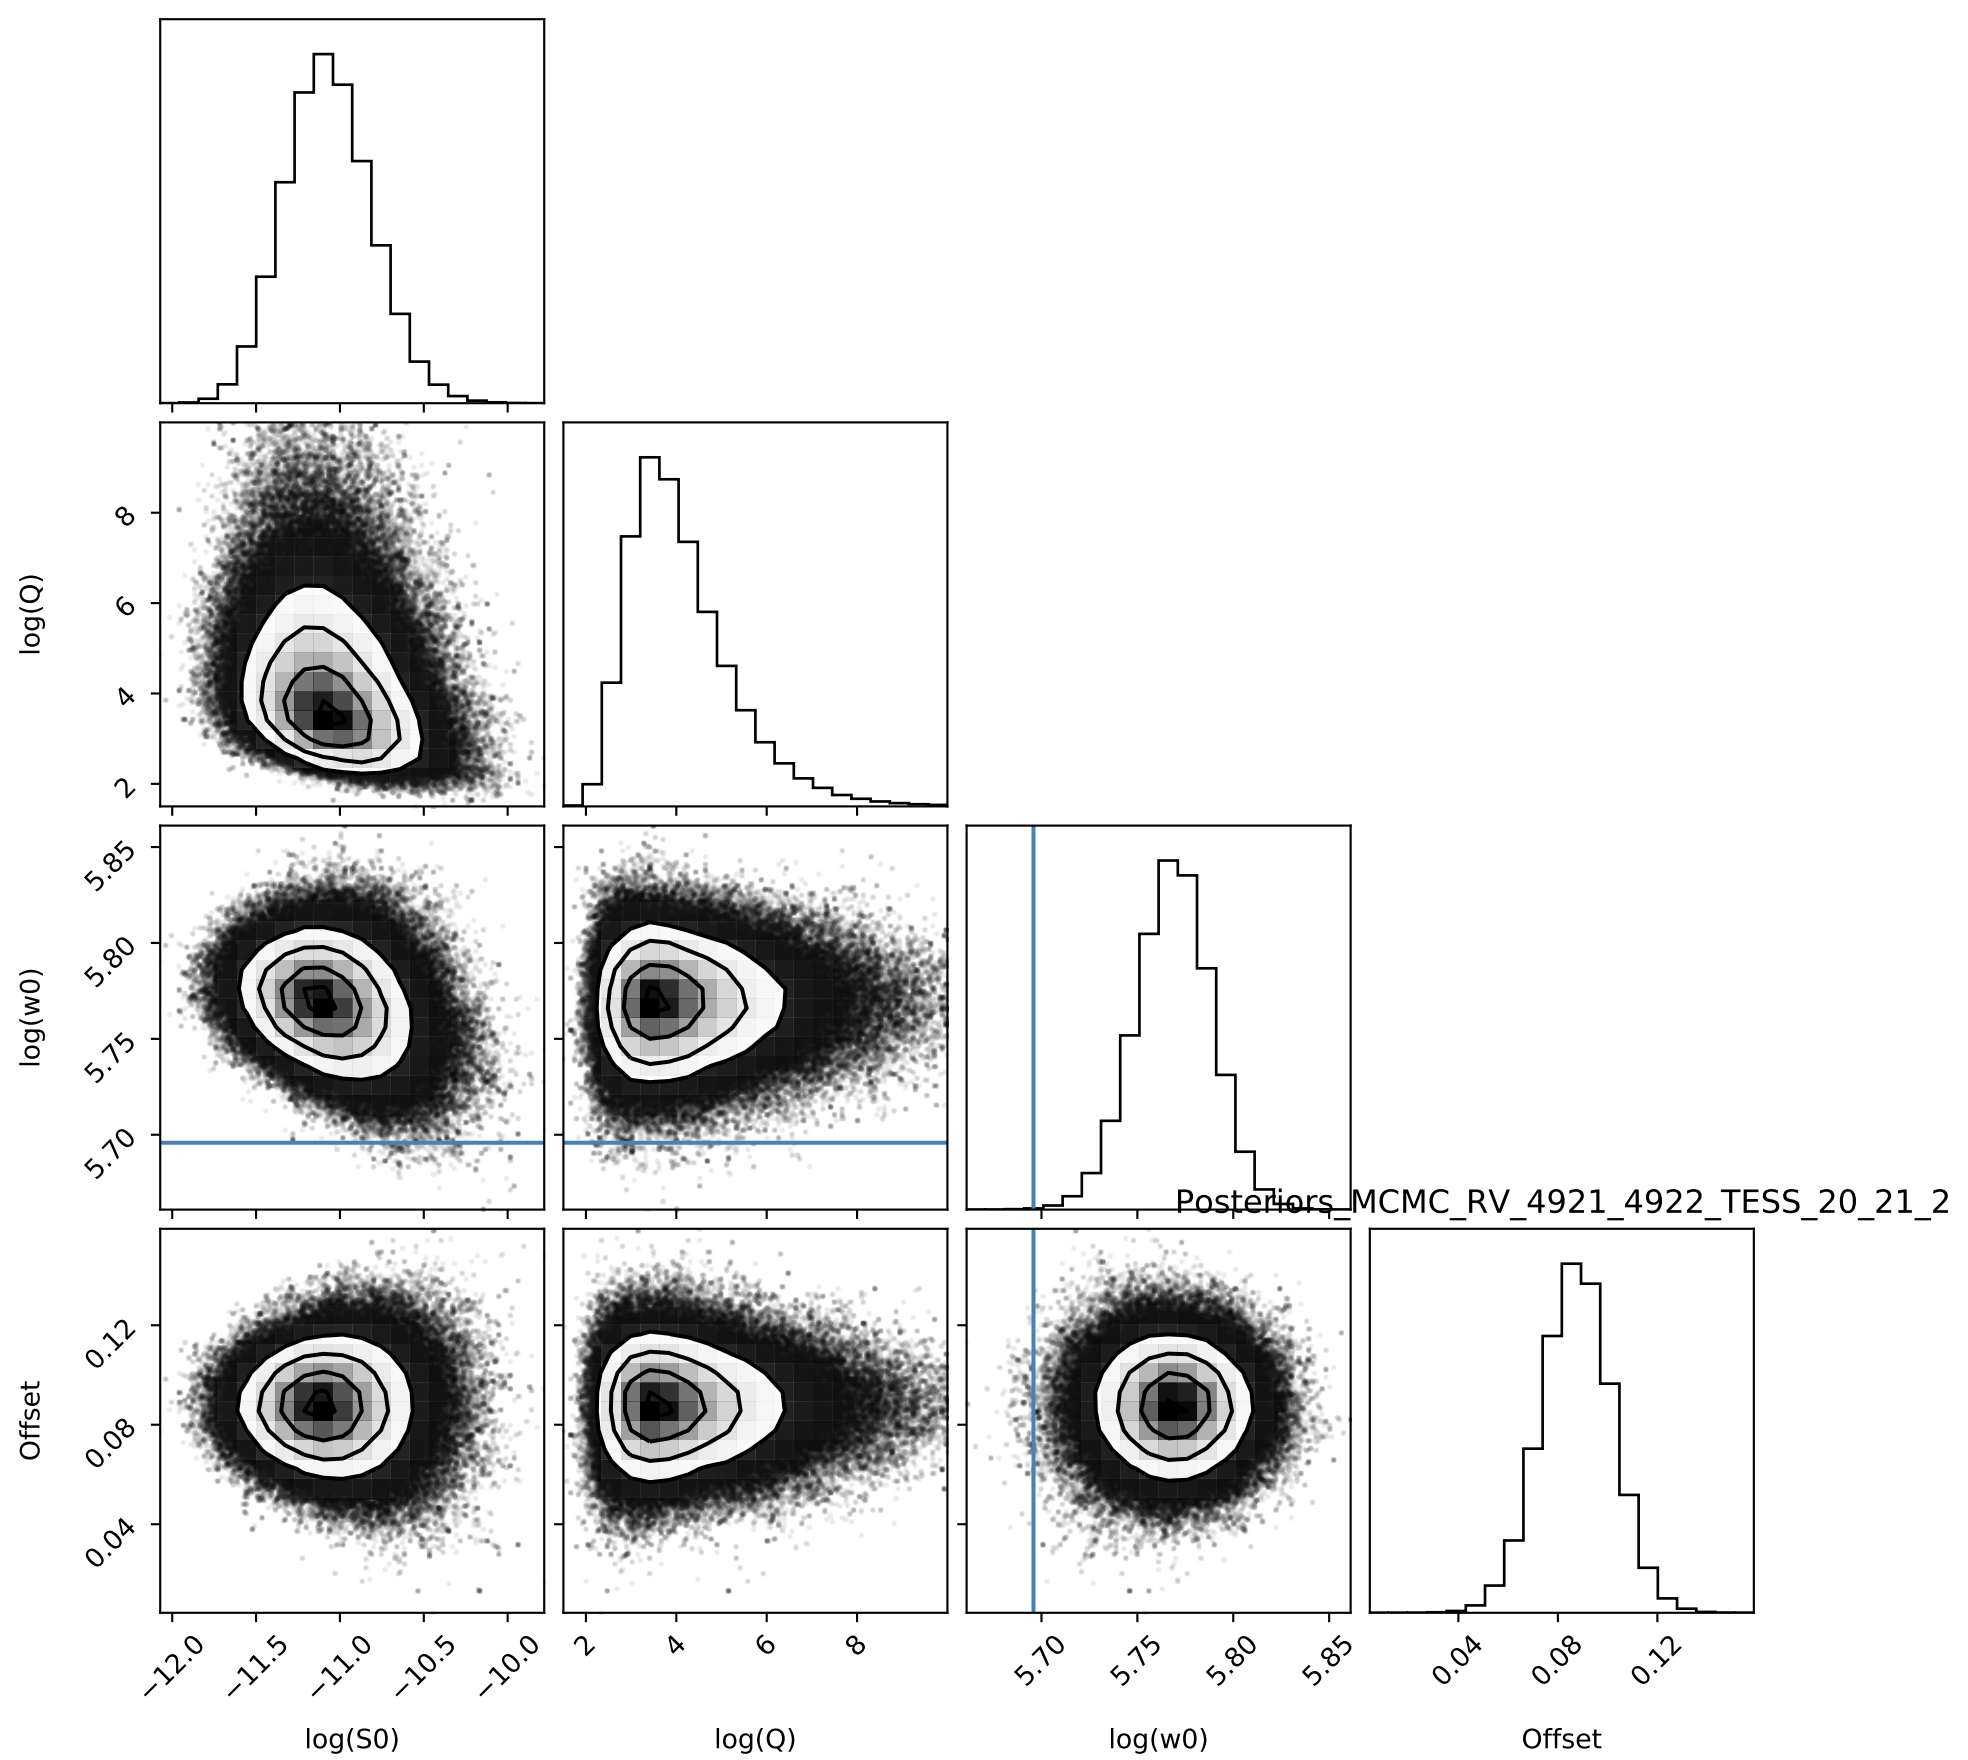 log(Q)
8
6
4
2
log(w0)
5.85
5.80
5.75
5.70
Posteriors_MCMC_RV_4921_4922_TESS_20_21_2
Offset
0.12
0.08
0.04
−12.0 −11.5 −11.0 −10.5 −10.0
2 4 6 8
5.70 5.75 5.80 5.85
0.04 0.08 0.12
log(S0) log(Q) log(w0) Offset